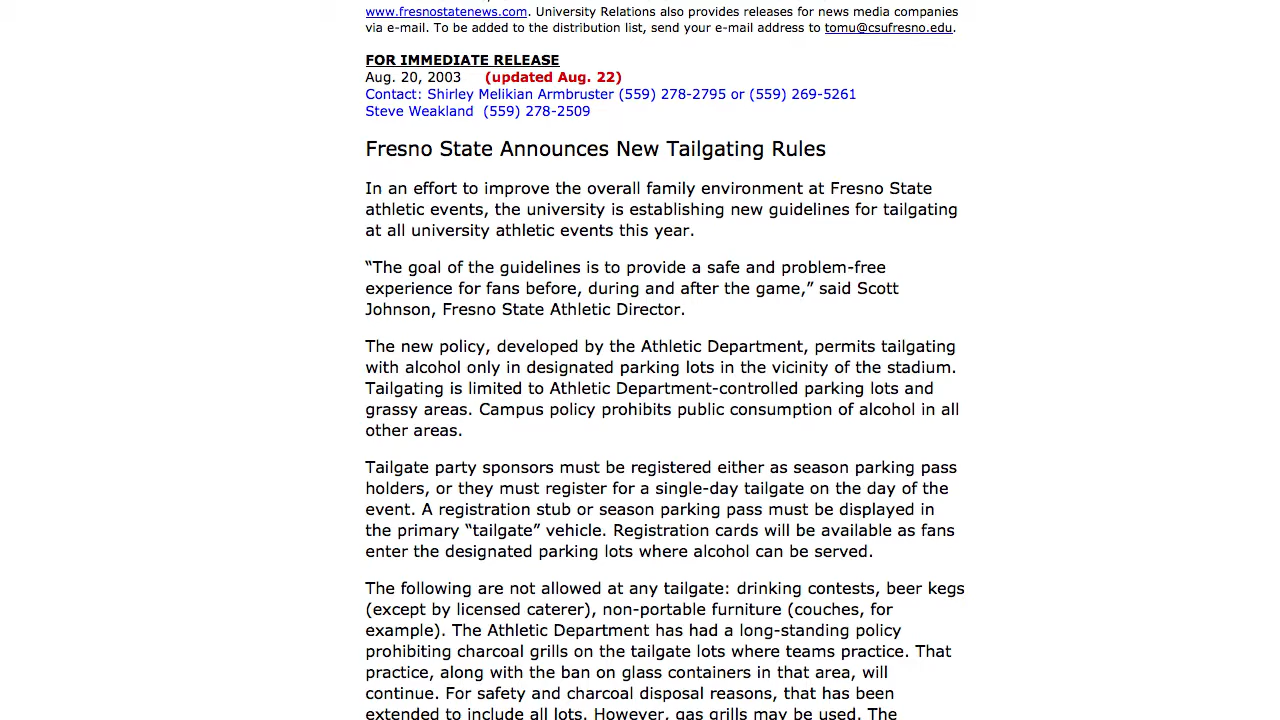 www.fresnostatenews.com. University Relations also provides releases for news media companies
via e-mail. To be added to the distribution list, send your e-mail address to tomu@csufresno.edu.
FOR IMMEDIATE RELEASE
Aug. 20, 2003 (updated Aug. 22)
Contact: Shirley Melikian Armbruster (559) 278-2795 or (559) 269-5261
Steve Weakland (559) 278-2509
Fresno State Announces New Tailgating Rules
In an effort to improve the overall family environment at Fresno State
athletic events, the university is establishing new guidelines for tailgating
at all university athletic events this year.
“The goal of the guidelines is to provide a safe and problem-free
experience for fans before, during and after the game,” said Scott
Johnson, Fresno State Athletic Director.
The new policy, developed by the Athletic Department, permits tailgating
with alcohol only in designated parking lots in the vicinity of the stadium.
Tailgating is limited to Athletic Department-controlled parking lots and
grassy areas. Campus policy prohibits public consumption of alcohol in all
other areas.
Tailgate party sponsors must be registered either as season parking pass
holders, or they must register for a single-day tailgate on the day of the
event. A registration stub or season parking pass must be displayed in
the primary “tailgate” vehicle. Registration cards will be available as fans
enter the designated parking lots where alcohol can be served.
The following are not allowed at any tailgate: drinking contests, beer kegs
(except by licensed caterer), non-portable furniture (couches, for
example). The Athletic Department has had a long-standing policy
prohibiting charcoal grills on the tailgate lots where teams practice. That
practice, along with the ban on glass containers in that area, will
continue. For safety and charcoal disposal reasons, that has been
extended to include all lots. However, gas grills may be used. The